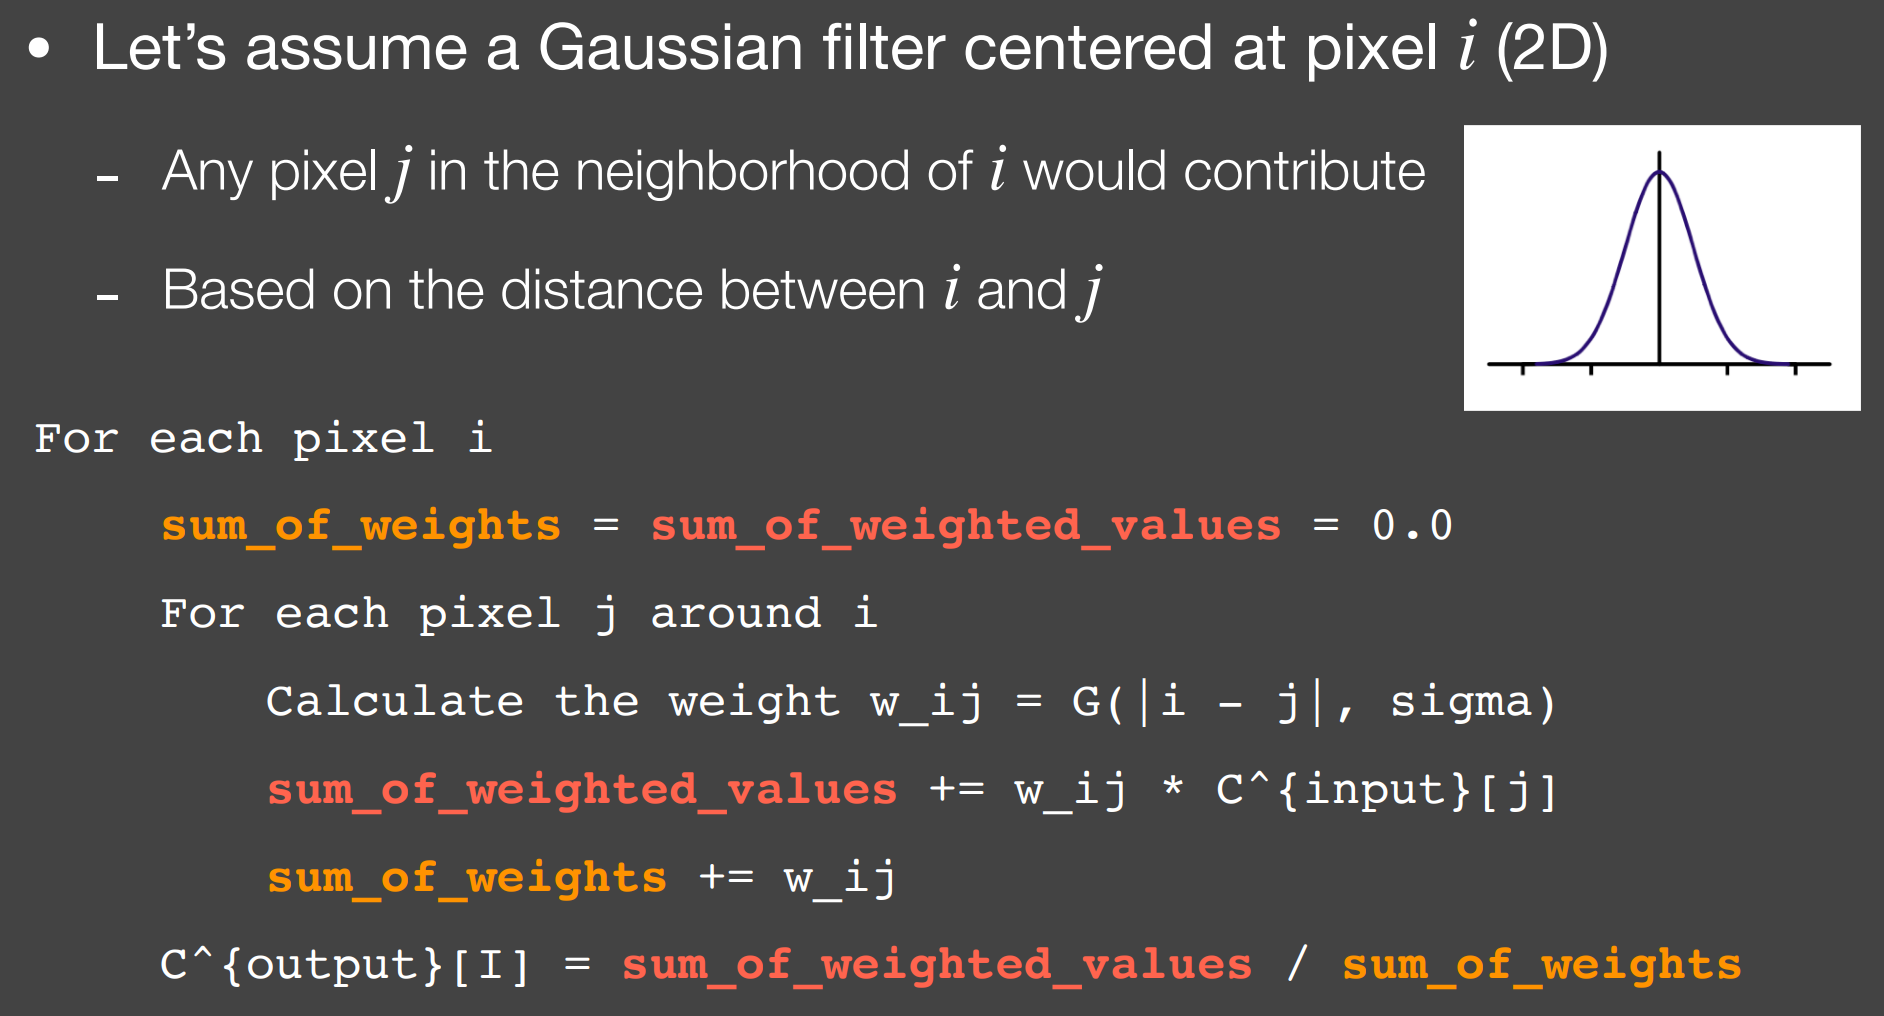 • Let's assume a Gaussian filter centered at pixel i (2D)
- Any pixel j in the neighborhood of i would contribute
- Based on the distance between i and j
For each pixel i
sum_of_weights = sum_of_weighted_values = 0.0
For each pixel j around i
Calculate the weight w_ij = G(|i - j|, sigma)
sum_of_weighted_values += w_ij * C^{input}[j]
sum_of_weights += w_ij
C^{output}[I] = sum_of_weighted_values / sum_of_weights